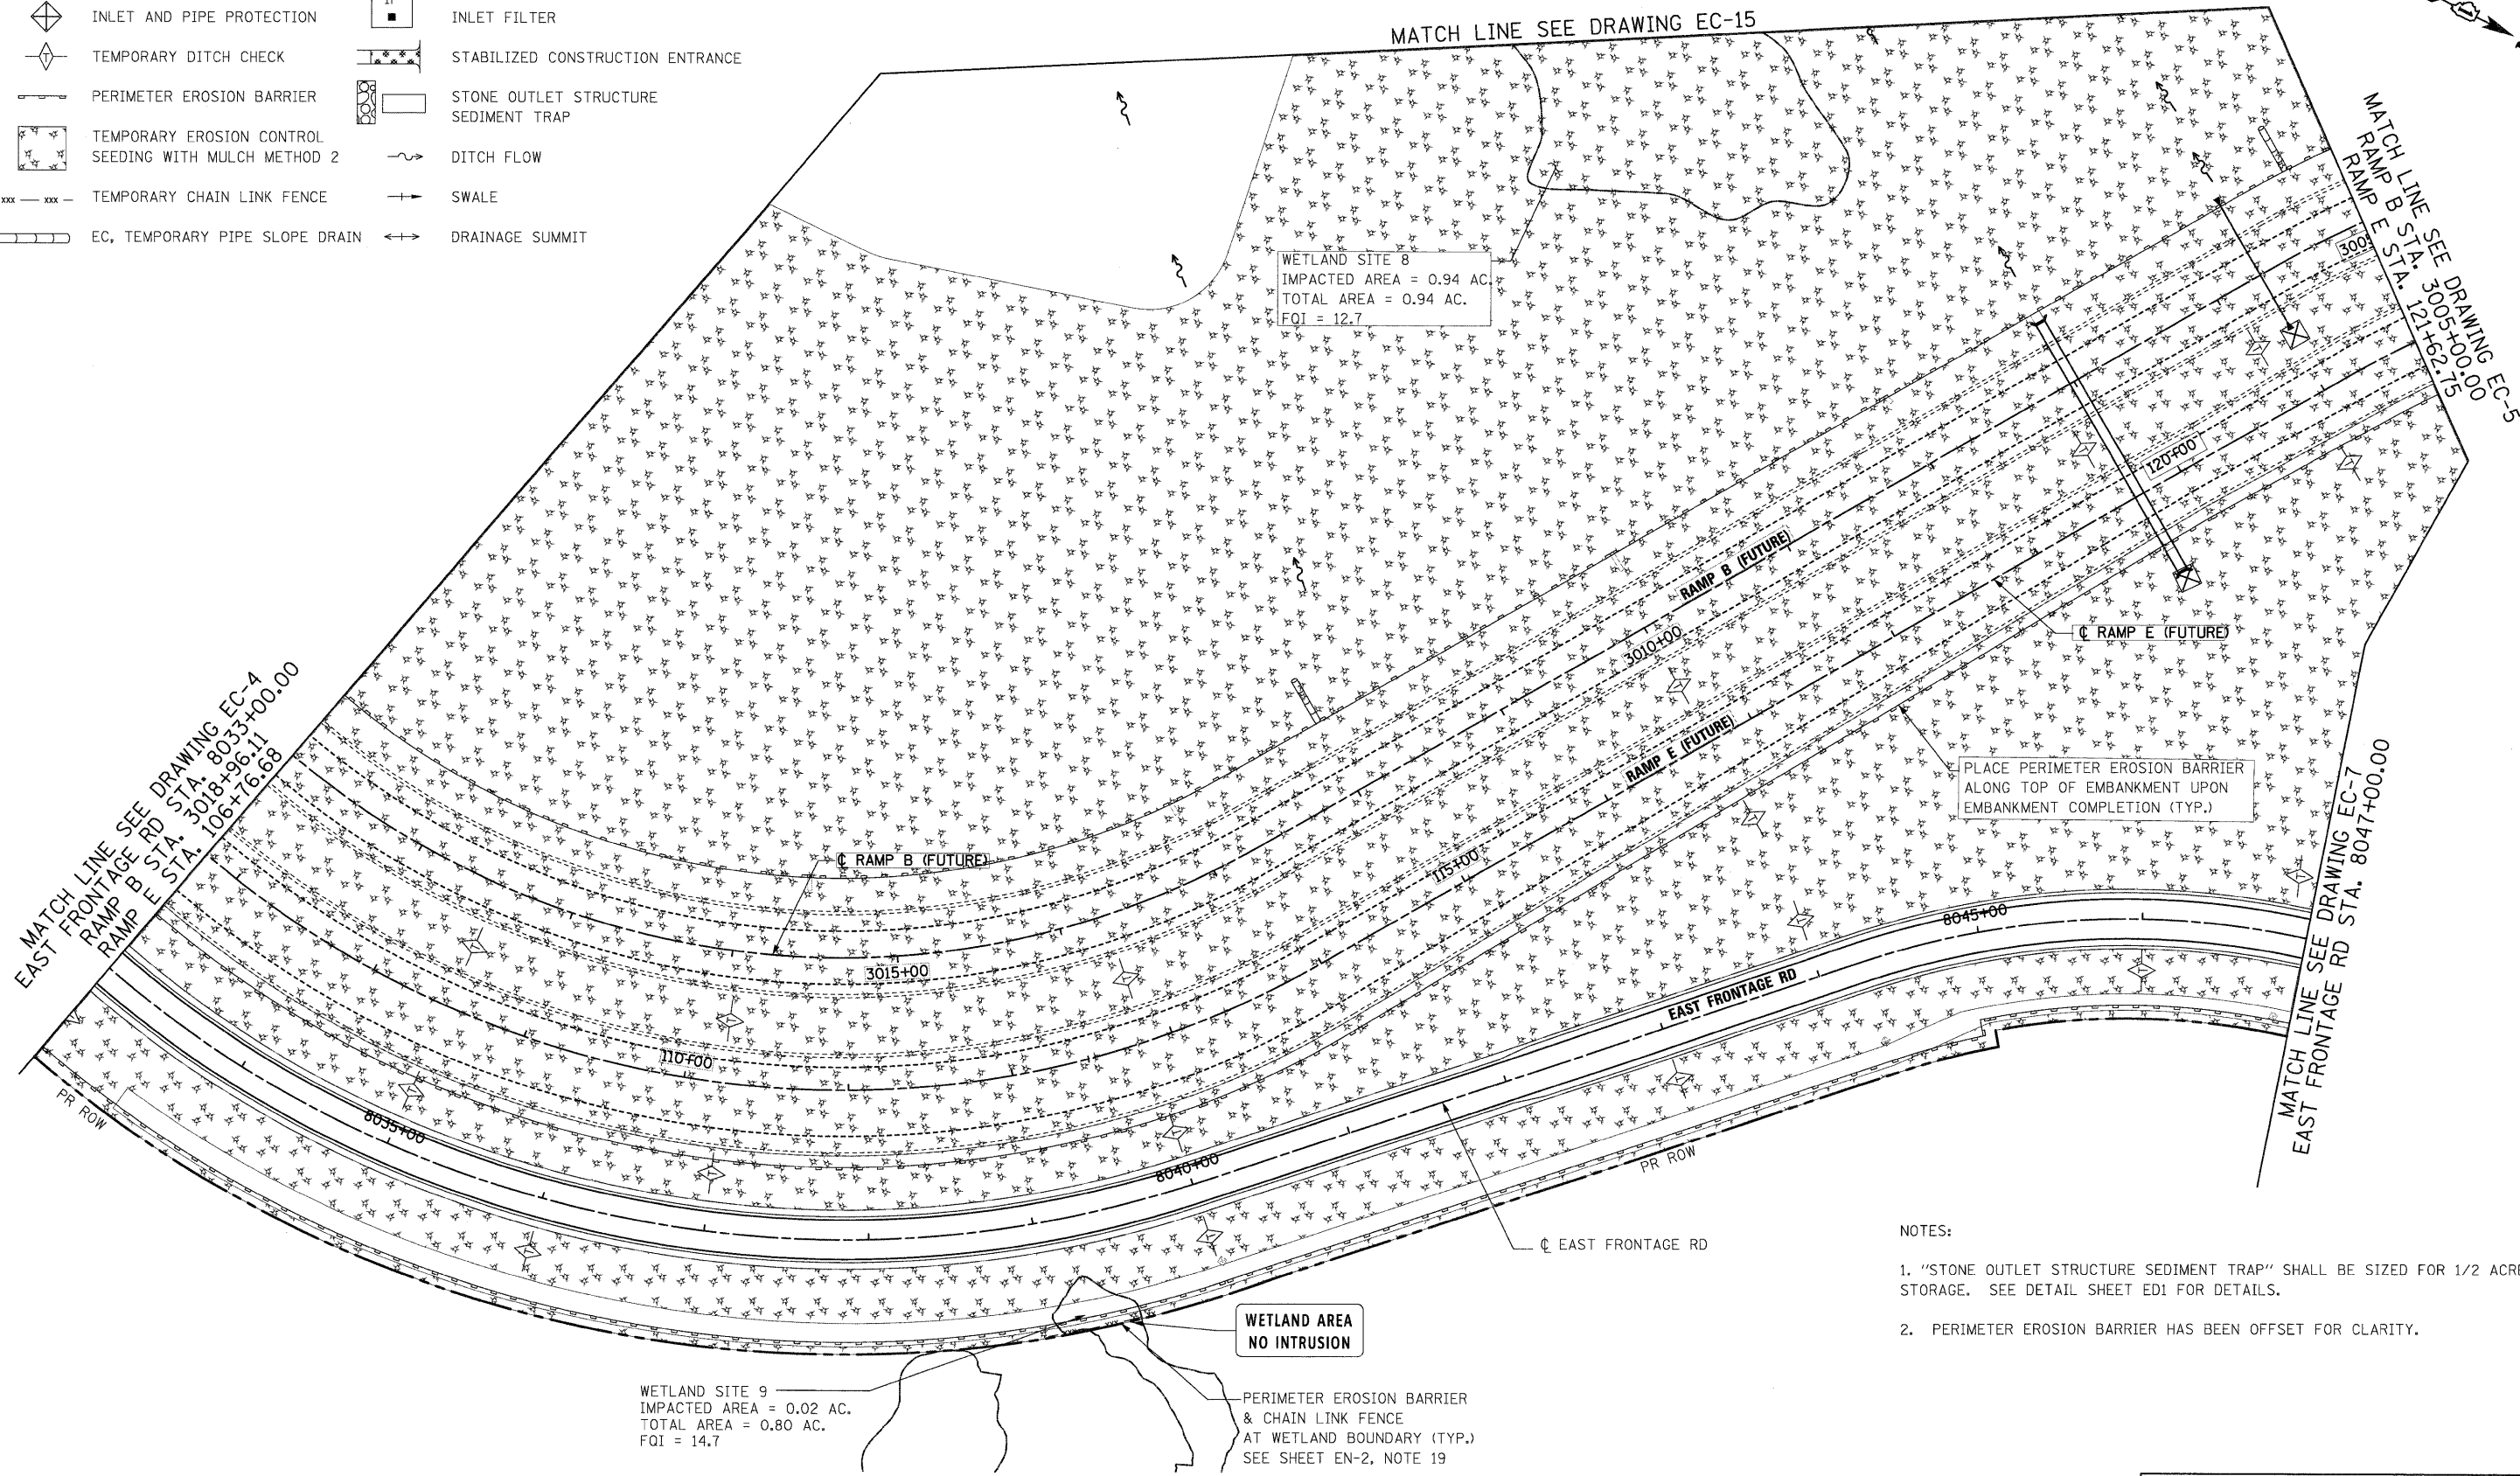 INLET AND PIPE PROTECTION
INLET FILTER
TEMPORARY DITCH CHECK
STABILIZED CONSTRUCTION ENTRANCE
PERIMETER EROSION BARRIER
STONE OUTLET STRUCTURE
SEDIMENT TRAP
TEMPORARY EROSION CONTROL
SEEDING WITH MULCH METHOD 2
DITCH FLOW
xxx — xxx —
TEMPORARY CHAIN LINK FENCE
SWALE
EC, TEMPORARY PIPE SLOPE DRAIN
DRAINAGE SUMMIT
MATCH LINE SEE DRAWING EC-15
MATCH LINE SEE DRAWING EC-5
RAMP B STA. 3005+00.00
RAMP E STA. 121+62.75
WETLAND SITE 8
IMPACTED AREA = 0.94 AC.
TOTAL AREA = 0.94 AC.
FQI = 12.7
120+00
RAMP B (FUTURE)
3010+00
℄ RAMP E (FUTURE)
RAMP E (FUTURE)
PLACE PERIMETER EROSION BARRIER
ALONG TOP OF EMBANKMENT UPON
EMBANKMENT COMPLETION (TYP.)
MATCH LINE SEE DRAWING EC-4
EAST FRONTAGE RD STA. 8033+00.00
RAMP B STA. 3018+96.11
RAMP E STA. 106+76.68
℄ RAMP B (FUTURE)
115+00
3015+00
110+00
8045+00
EAST FRONTAGE RD
MATCH LINE SEE DRAWING EC-7
EAST FRONTAGE RD STA. 8047+00.00
PR ROW
8035+00
8040+00
PR ROW
℄ EAST FRONTAGE RD
WETLAND AREA
NO INTRUSION
WETLAND SITE 9
IMPACTED AREA = 0.02 AC.
TOTAL AREA = 0.80 AC.
FQI = 14.7
PERIMETER EROSION BARRIER
& CHAIN LINK FENCE
AT WETLAND BOUNDARY (TYP.)
SEE SHEET EN-2, NOTE 19
NOTES:
1. "STONE OUTLET STRUCTURE SEDIMENT TRAP" SHALL BE SIZED FOR 1/2 ACRE
STORAGE. SEE DETAIL SHEET ED1 FOR DETAILS.
2. PERIMETER EROSION BARRIER HAS BEEN OFFSET FOR CLARITY.